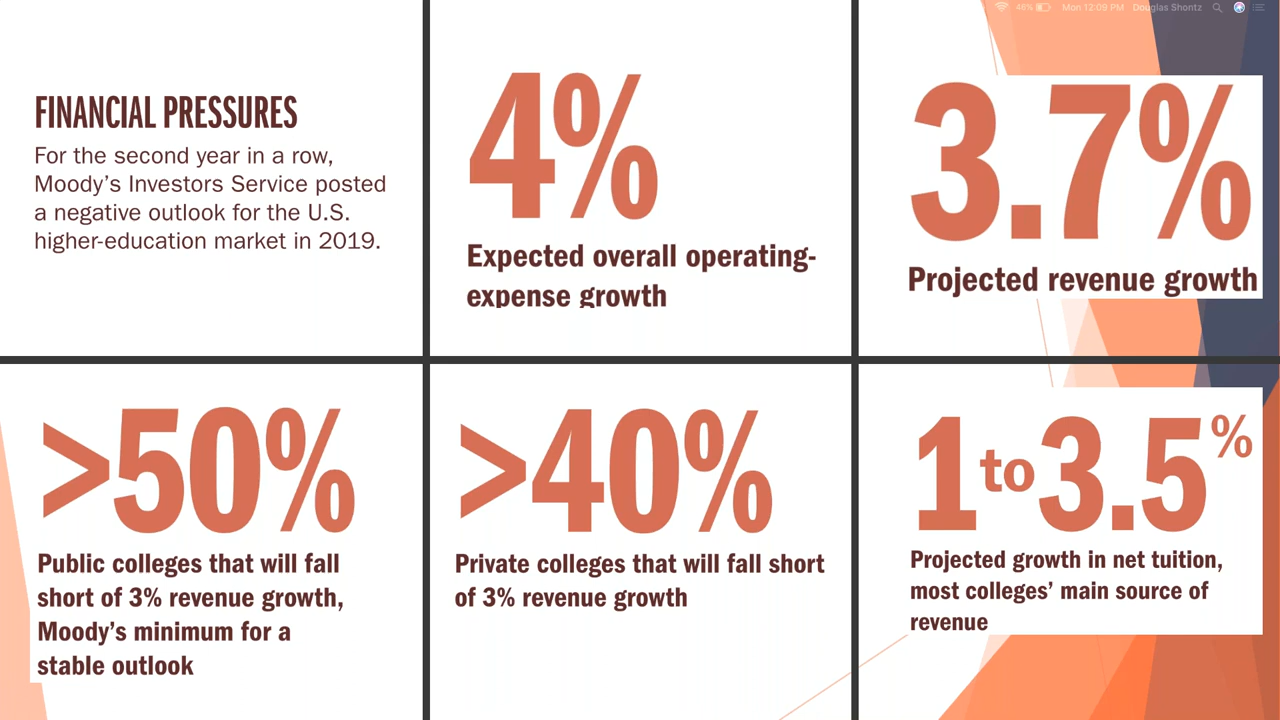 48% Mon 12:09 PM Douglas Shontz
FINANCIAL PRESSURES
For the second year in a row,
Moody's Investors Service posted
a negative outlook for the U.S.
higher-education market in 2019.
4%
Expected overall operating-
expense growth
3.7%
Projected revenue growth
>50%
Public colleges that will fall
short of 3% revenue growth,
Moody's minimum for a
stable outlook
>40%
Private colleges that will fall short
of 3% revenue growth
1 to 3.5%
Projected growth in net tuition,
most colleges' main source of
revenue